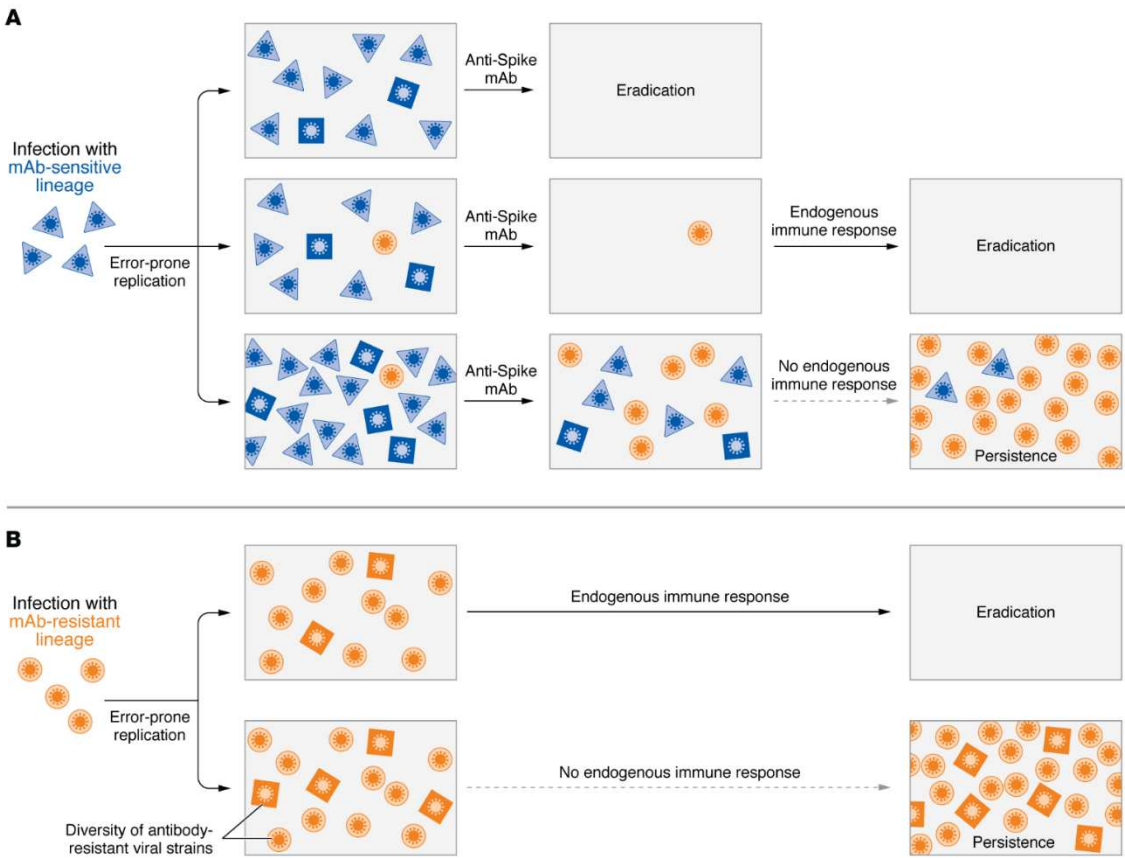 A
Anti-Spike
mAb
Eradication
Infection with
mAb-sensitive
lineage
Error-prone
replication
Anti-Spike
mAb
Endogenous
immune response
Eradication
Anti-Spike
mAb
No endogenous
immune response
Persistence
B
Infection with
mAb-resistant
lineage
Error-prone
replication
Endogenous immune response
Eradication
No endogenous immune response
Diversity of antibody-
resistant viral strains
Persistence